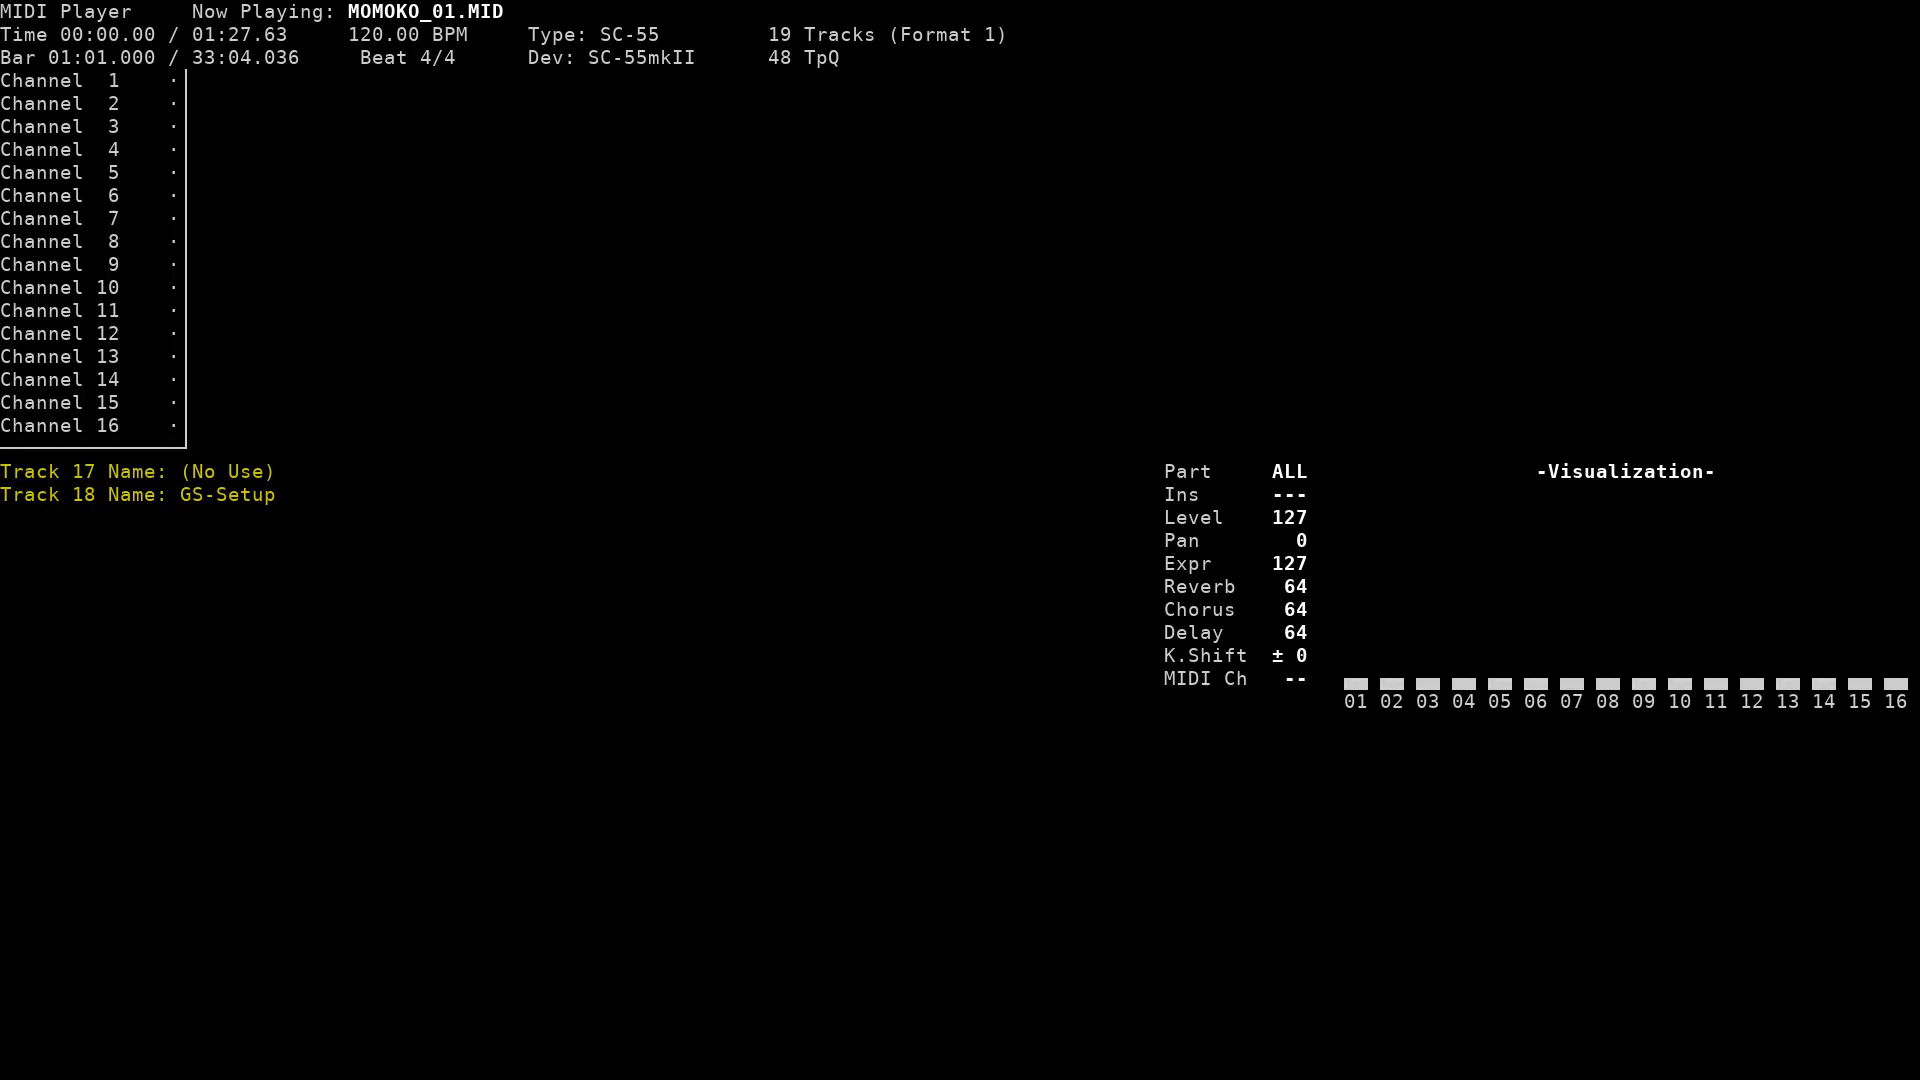 MIDI Player     Now Playing: MOMOKO_01.MID
Time 00:00.00 / 01:27.63     120.00 BPM     Type: SC-55         19 Tracks (Format 1)
Bar 01:01.000 / 33:04.036     Beat 4/4      Dev: SC-55mkII      48 TpQ
Channel  1    ·
Channel  2    ·
Channel  3    ·
Channel  4    ·
Channel  5    ·
Channel  6    ·
Channel  7    ·
Channel  8    ·
Channel  9    ·
Channel 10    ·
Channel 11    ·
Channel 12    ·
Channel 13    ·
Channel 14    ·
Channel 15    ·
Channel 16    ·
Track 17 Name: (No Use)
Track 18 Name: GS-Setup
Part     ALL
Ins      ---
Level    127
Pan        0
Expr     127
Reverb    64
Chorus    64
Delay     64
K.Shift  ± 0
MIDI Ch   --
-Visualization-
01 02 03 04 05 06 07 08 09 10 11 12 13 14 15 16